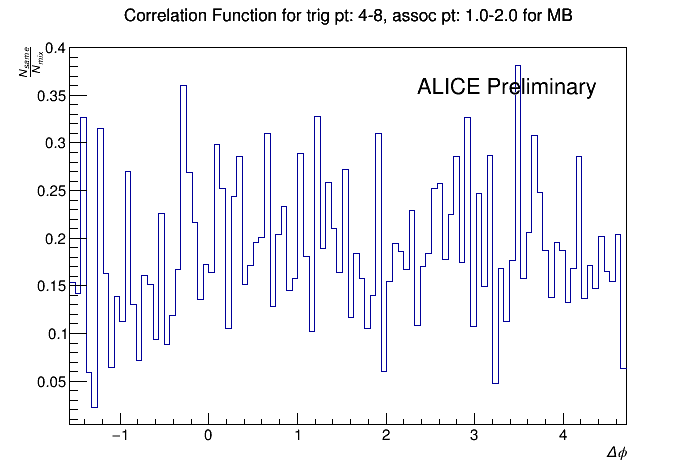 Correlation Function for trig pt: 4-8, assoc pt: 1.0-2.0 for MB
N_same
N_mix
ALICE Preliminary
0.4
0.35
0.3
0.25
0.2
0.15
0.1
0.05
−1 0 1 2 3 4
Δϕ